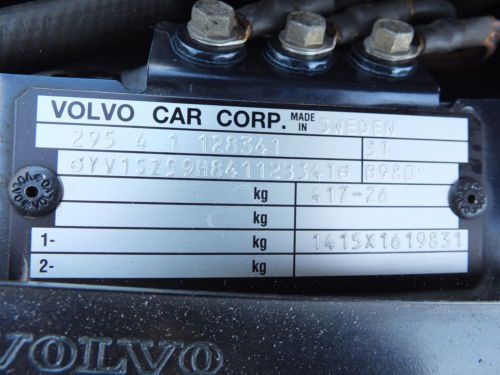 VOLVO CAR CORP. MADE IN SWEDEN
295 4 1 128341 31
YV1SZ59H841128341 8980
kg 417-26
kg
1- kg 1415X1619831
2- kg
VOLVO